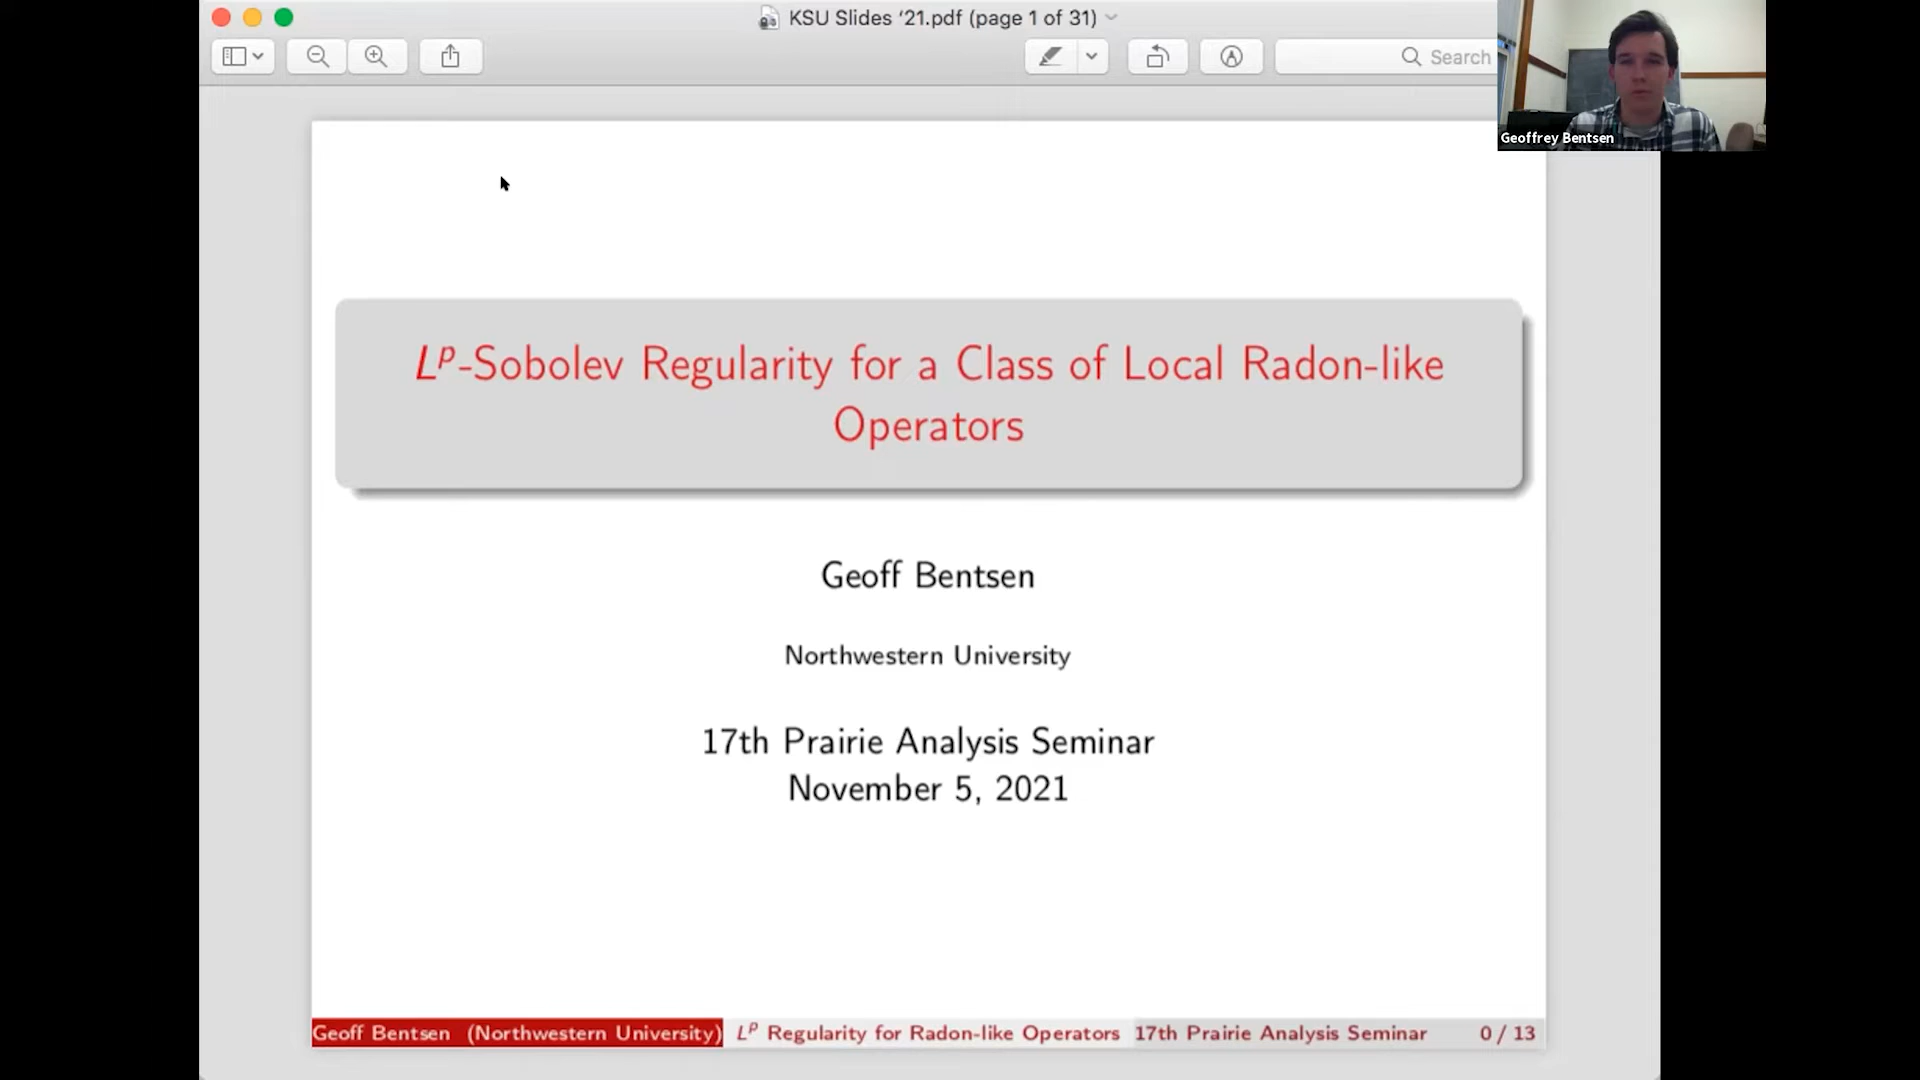 KSU Slides ‘21.pdf (page 1 of 31)
Search
Geoffrey Bentsen
Lᵖ-Sobolev Regularity for a Class of Local Radon-like
Operators
Geoff Bentsen
Northwestern University
17th Prairie Analysis Seminar
November 5, 2021
Geoff Bentsen (Northwestern University) Lᵖ Regularity for Radon-like Operators 17th Prairie Analysis Seminar 0 / 13